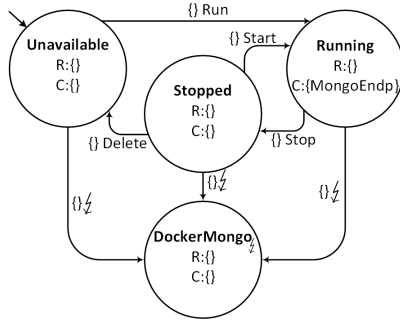 {} Run
Unavailable
R:{}
C:{}
{} Start
Running
R:{}
C:{MongoEndp}
Stopped
R:{}
C:{}
{} Delete
{} Stop
{}⚡
{}⚡
{}⚡
DockerMongo⚡
R:{}
C:{}